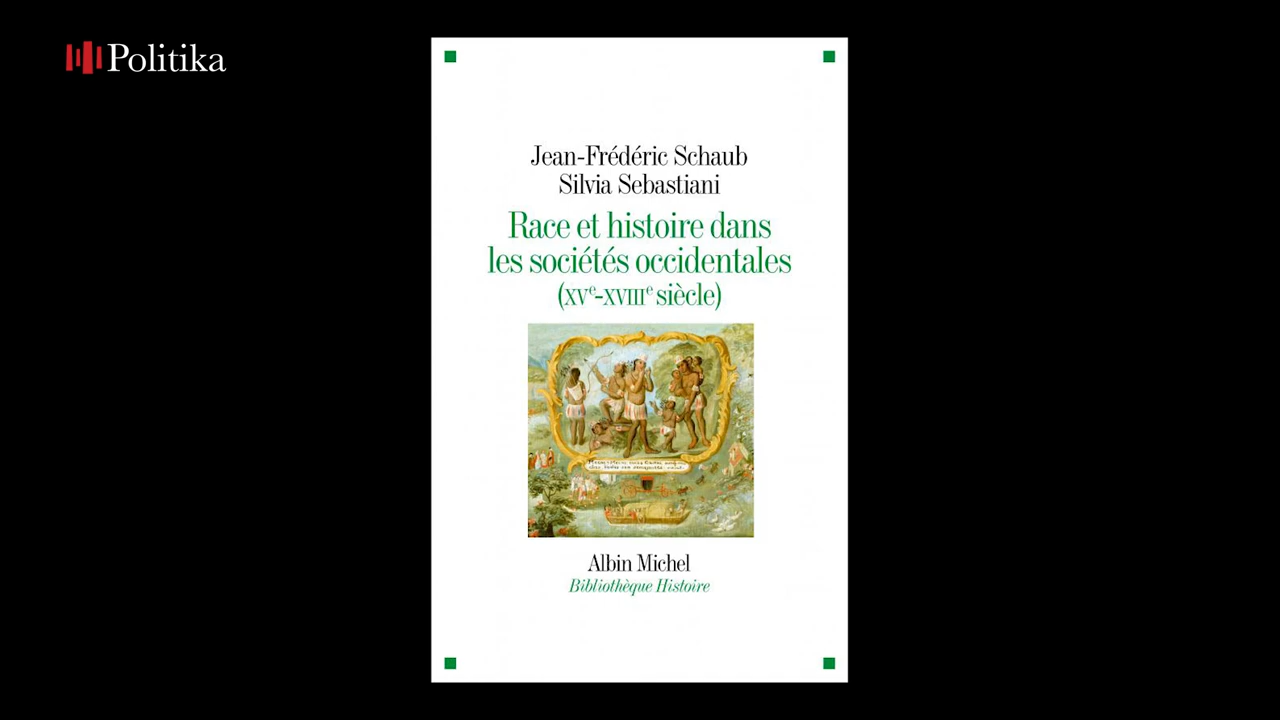 Politika
Jean-Frédéric Schaub
Silvia Sebastiani
Race et histoire dans
les sociétés occidentales
(XVᵉ-XVIIIᵉ siècle)
Albin Michel
Bibliothèque Histoire